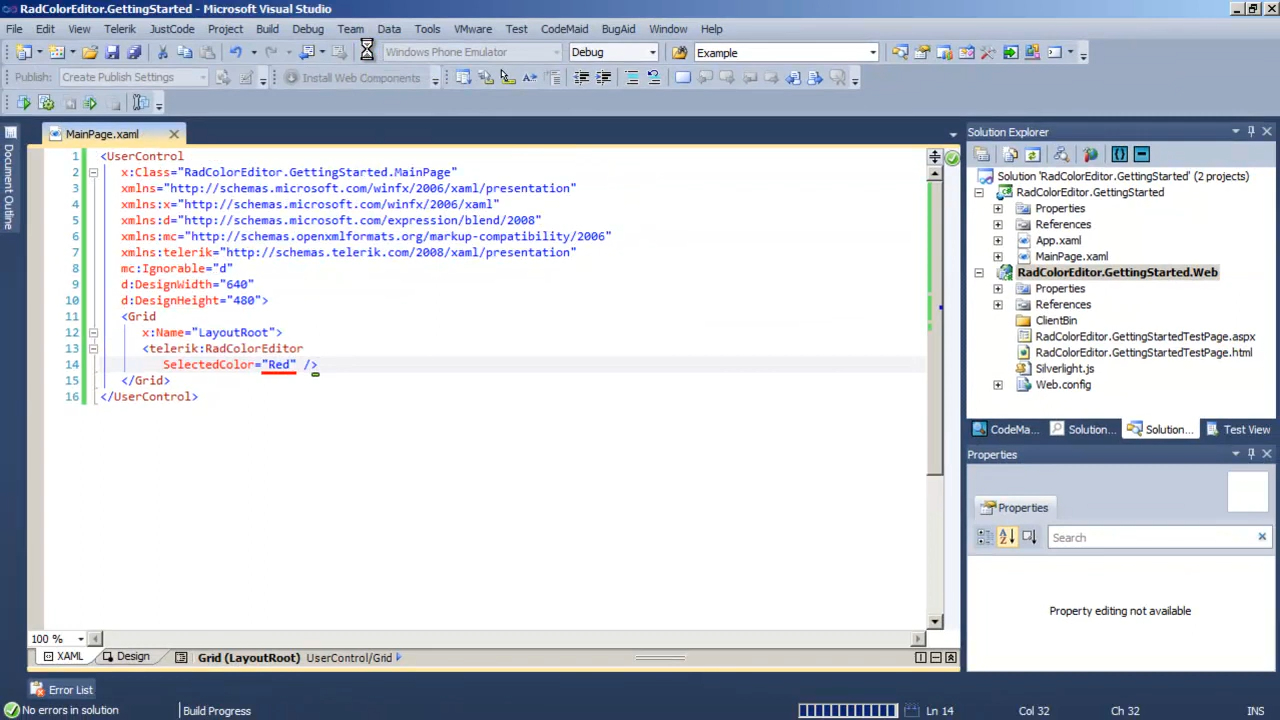 RadColorEditor.GettingStarted - Microsoft Visual Studio
File Edit View Telerik JustCode Project Build Debug Team Data Tools VMware Test CodeMaid BugAid Window Help
Windows Phone Emulator Debug Example
Publish: Create Publish Settings Install Web Components
Document Outline
MainPage.xaml
1 <UserControl
2 x:Class="RadColorEditor.GettingStarted.MainPage"
3 xmlns="http://schemas.microsoft.com/winfx/2006/xaml/presentation"
4 xmlns:x="http://schemas.microsoft.com/winfx/2006/xaml"
5 xmlns:d="http://schemas.microsoft.com/expression/blend/2008"
6 xmlns:mc="http://schemas.openxmlformats.org/markup-compatibility/2006"
7 xmlns:telerik="http://schemas.telerik.com/2008/xaml/presentation"
8 mc:Ignorable="d"
9 d:DesignWidth="640"
10 d:DesignHeight="480">
11 <Grid
12 x:Name="LayoutRoot">
13 <telerik:RadColorEditor
14 SelectedColor="Red" />
15 </Grid>
16 </UserControl>
100 %
XAML Design Grid (LayoutRoot) UserControl/Grid
Solution Explorer
Solution 'RadColorEditor.GettingStarted' (2 projects)
RadColorEditor.GettingStarted
Properties
References
App.xaml
MainPage.xaml
RadColorEditor.GettingStarted.Web
Properties
References
ClientBin
RadColorEditor.GettingStartedTestPage.aspx
RadColorEditor.GettingStartedTestPage.html
Silverlight.js
Web.config
CodeMa... Solution... Solution... Test View
Properties
Properties
Search
Property editing not available
Error List
No errors in solution Build Progress Ln 14 Col 32 Ch 32 INS